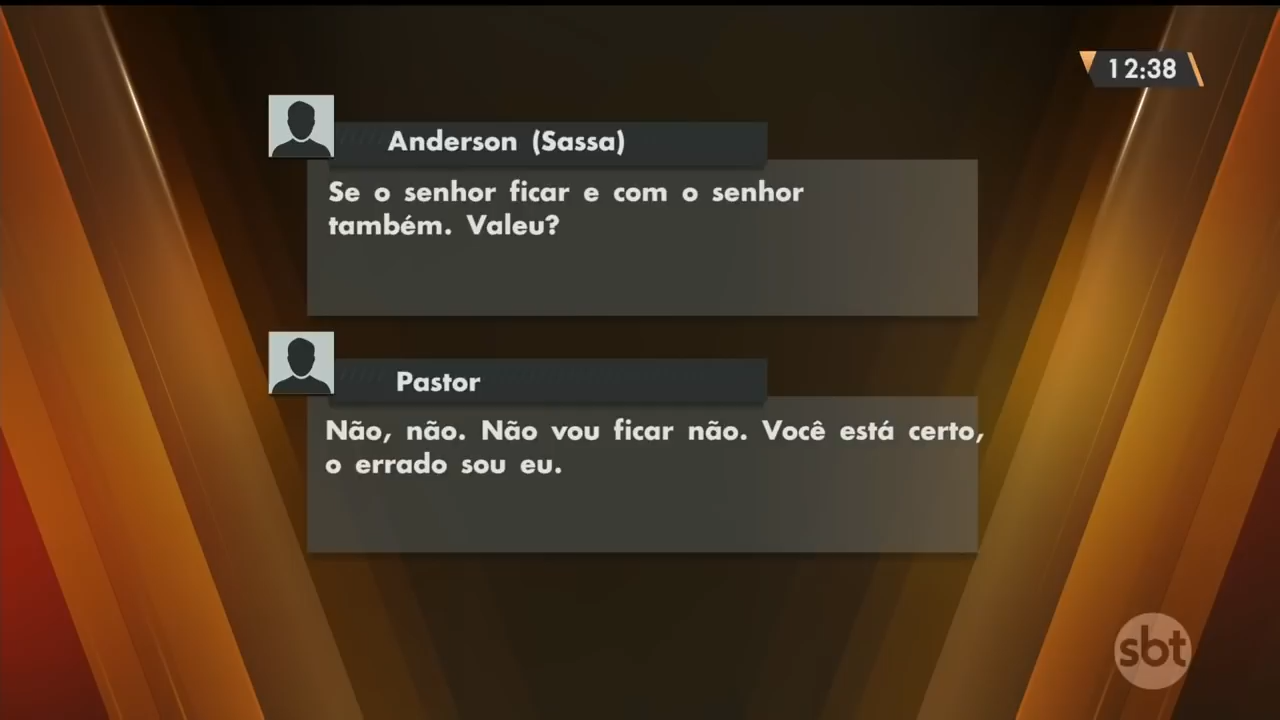 12:38
Anderson (Sassa)
Se o senhor ficar e com o senhor
também. Valeu?
Pastor
Não, não. Não vou ficar não. Você está certo,
o errado sou eu.
sbt